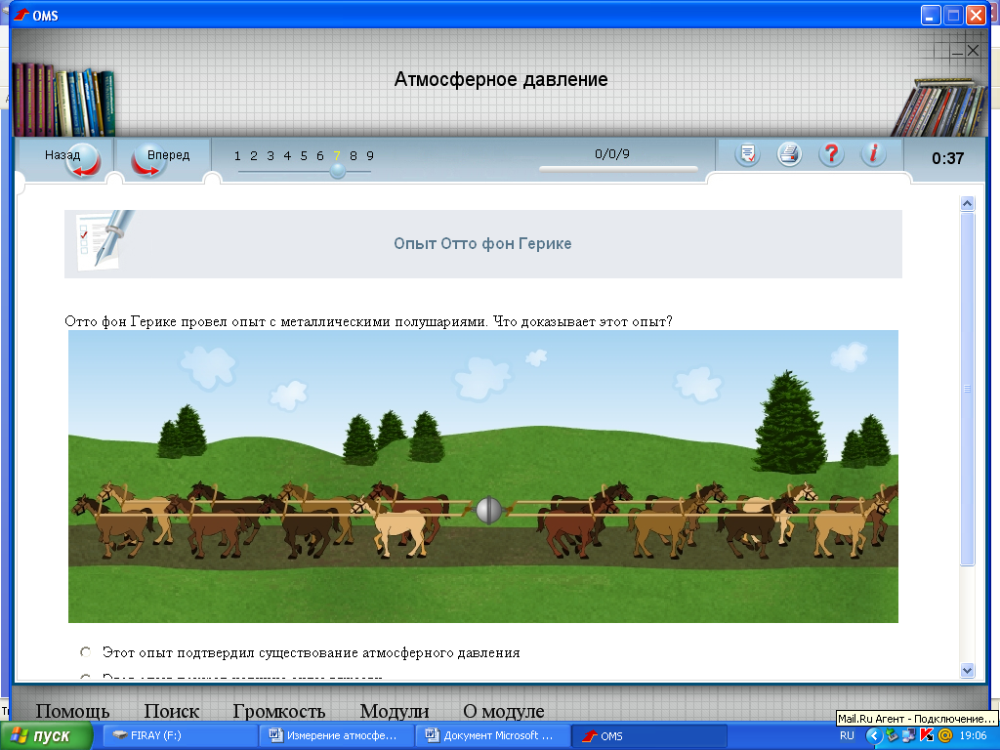 OMS
Атмосферное давление
Назад
Вперед
1 2 3 4 5 6 7 8 9
0/0/9
0:37
Опыт Отто фон Герике
Отто фон Герике провел опыт с металлическими полушариями. Что доказывает этот опыт?
Этот опыт подтвердил существование атмосферного давления
Помощь
Поиск
Громкость
Модули
О модуле
Mail.Ru Агент - Подключение...
пуск
FIRAY (F:)
Измерение атмосфе...
Документ Microsoft ...
OMS
RU
19:06